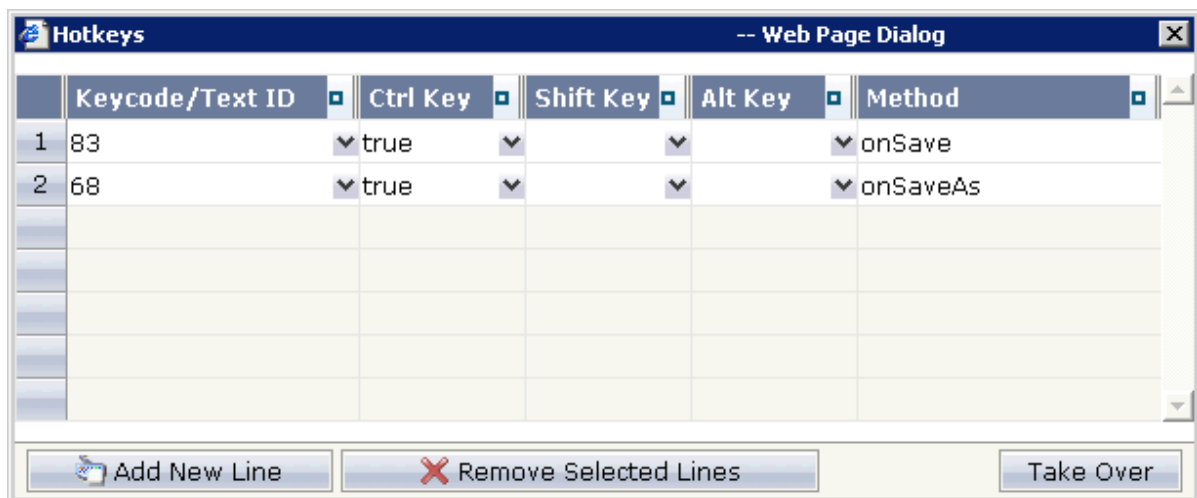 Hotkeys -- Web Page Dialog
Keycode/Text ID Ctrl Key Shift Key Alt Key Method
1 83 true onSave
2 68 true onSaveAs
Add New Line Remove Selected Lines Take Over